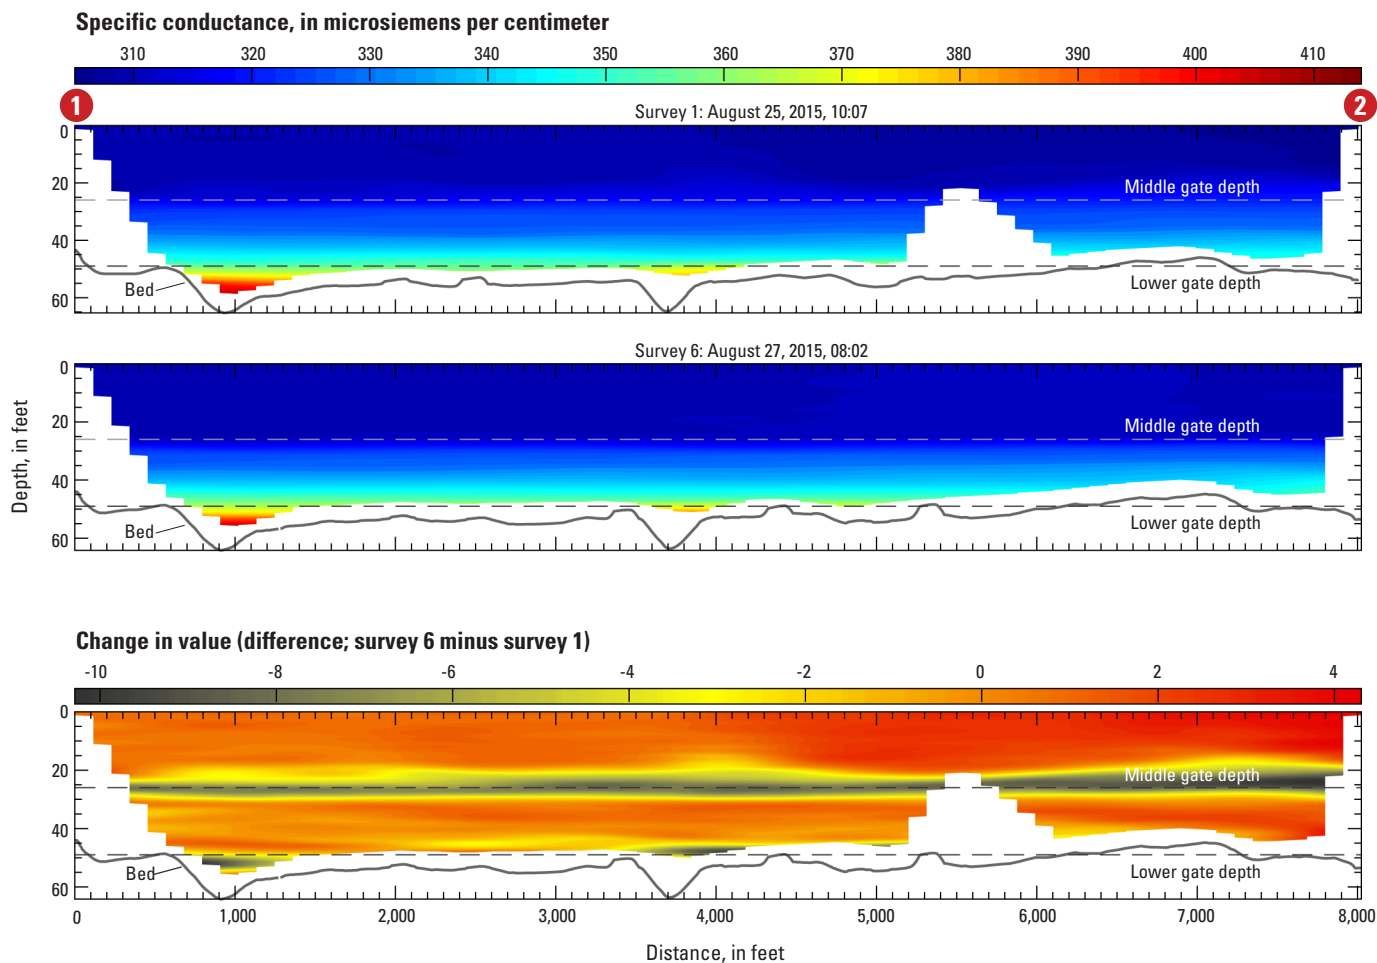 Specific conductance, in microsiemens per centimeter
310 320 330 340 350 360 370 380 390 400 410
1 2
Survey 1: August 25, 2015, 10:07
0
20
40
60
Middle gate depth
Lower gate depth
Bed
Survey 6: August 27, 2015, 08:02
0
20
40
60
Middle gate depth
Lower gate depth
Bed
Depth, in feet
Change in value (difference; survey 6 minus survey 1)
-10 -8 -6 -4 -2 0 2 4
0
20
40
60
Middle gate depth
Lower gate depth
Bed
0 1,000 2,000 3,000 4,000 5,000 6,000 7,000 8,000
Distance, in feet